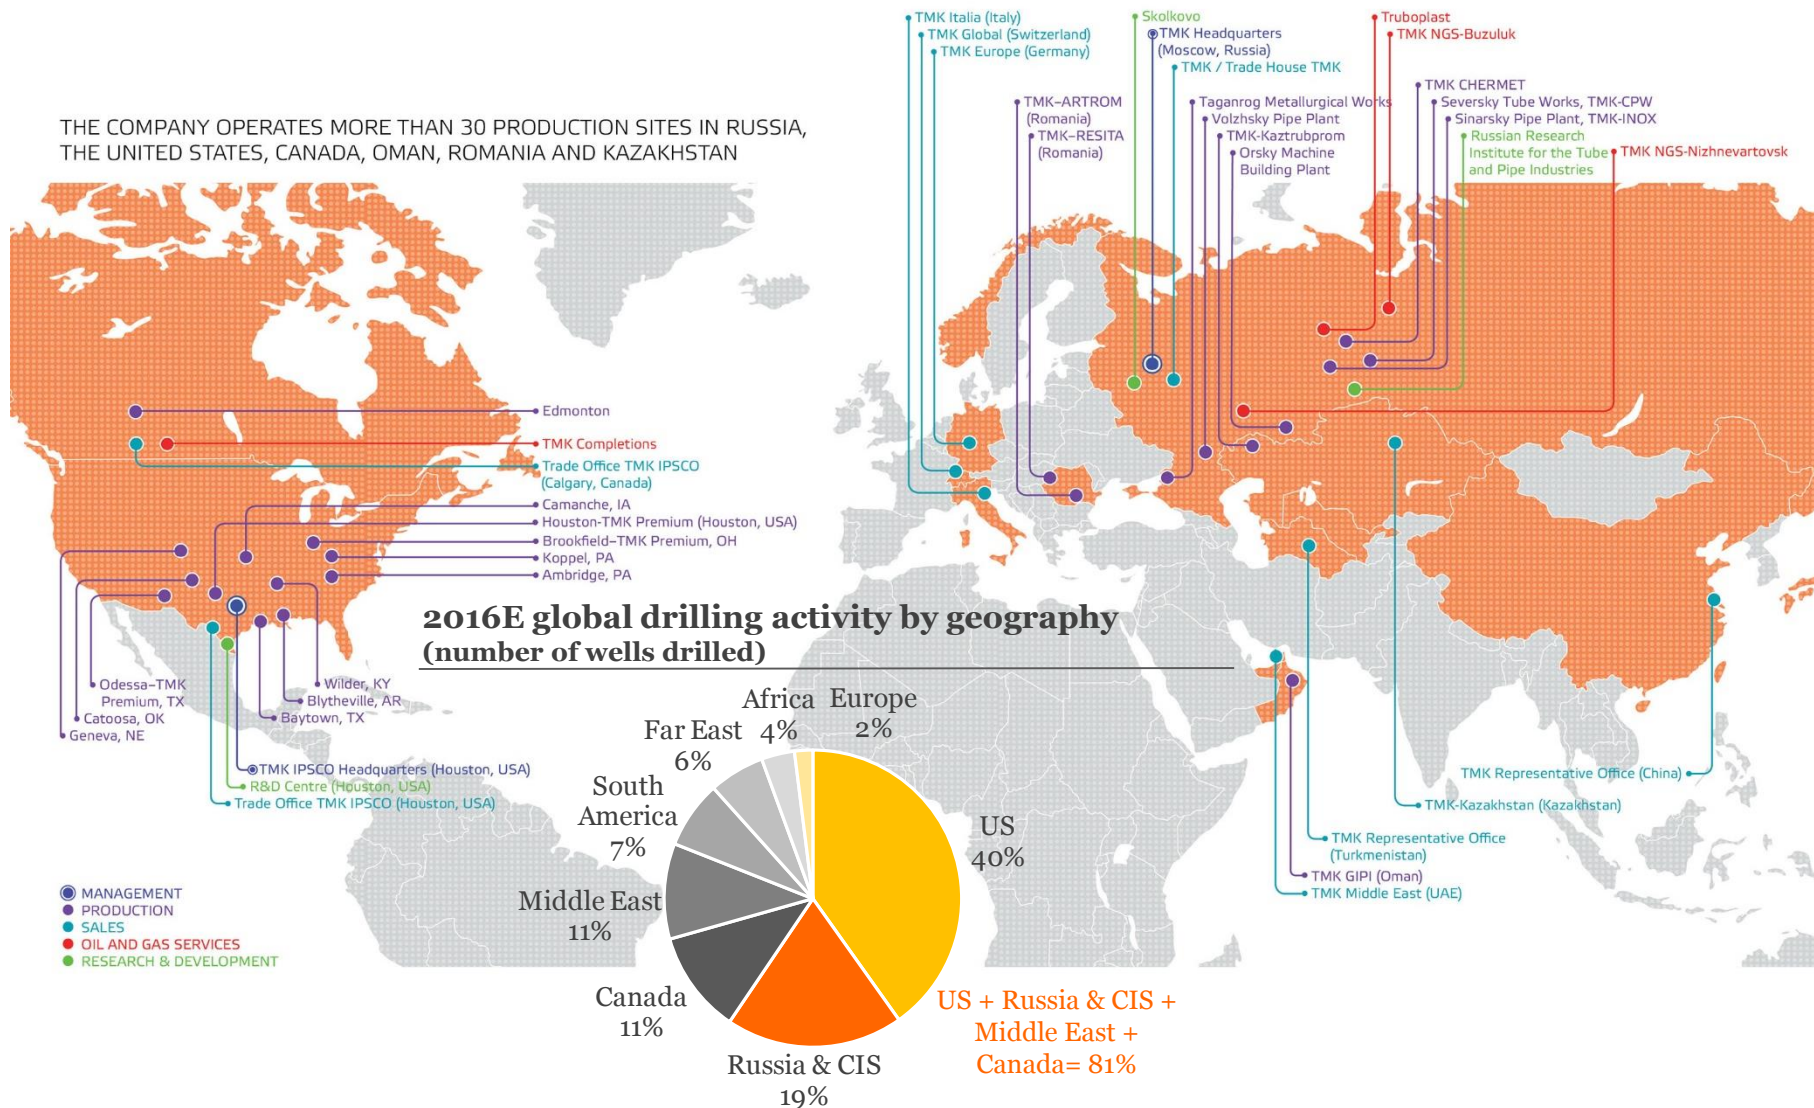 THE COMPANY OPERATES MORE THAN 30 PRODUCTION SITES IN RUSSIA,
THE UNITED STATES, CANADA, OMAN, ROMANIA AND KAZAKHSTAN
TMK Italia (Italy)
TMK Global (Switzerland)
TMK Europe (Germany)
Skolkovo
TMK Headquarters
(Moscow, Russia)
TMK / Trade House TMK
Truboplast
TMK NGS-Buzuluk
TMK–ARTROM
(Romania)
TMK–RESITA
(Romania)
Taganrog Metallurgical Works
Volzhsky Pipe Plant
TMK-Kaztrubprom
Orsky Machine
Building Plant
TMK CHERMET
Seversky Tube Works, TMK-CPW
Sinarsky Pipe Plant, TMK-INOX
Russian Research
Institute for the Tube
and Pipe Industries
TMK NGS-Nizhnevartovsk
Edmonton
TMK Completions
Trade Office TMK IPSCO
(Calgary, Canada)
Camanche, IA
Houston-TMK Premium (Houston, USA)
Brookfield–TMK Premium, OH
Koppel, PA
Ambridge, PA
Odessa–TMK
Premium, TX
Catoosa, OK
Geneva, NE
Wilder, KY
Blytheville, AR
Baytown, TX
TMK IPSCO Headquarters (Houston, USA)
R&D Centre (Houston, USA)
Trade Office TMK IPSCO (Houston, USA)
2016E global drilling activity by geography
(number of wells drilled)
Africa
4%
Europe
2%
Far East
6%
South
America
7%
US
40%
Middle East
11%
Canada
11%
Russia & CIS
19%
US + Russia & CIS +
Middle East +
Canada= 81%
TMK Representative Office (China)
TMK-Kazakhstan (Kazakhstan)
TMK Representative Office
(Turkmenistan)
TMK GIPI (Oman)
TMK Middle East (UAE)
MANAGEMENT
PRODUCTION
SALES
OIL AND GAS SERVICES
RESEARCH & DEVELOPMENT